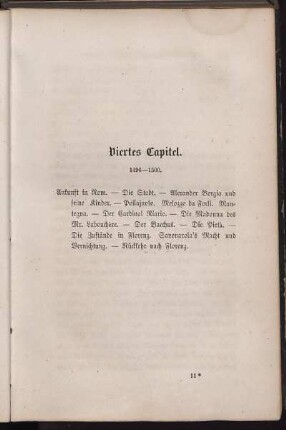 Viertes Capitel.
1494—1500.
Ankunft in Rom. — Die Stadt. — Alexander Borgia und
seine Kinder. — Pollajuolo. Melozzo da Forli. Man-
tegna. — Der Cardinal Riario. — Die Madonna des
Mr. Labouchere. — Der Bacchus. — Die Pietà. —
Die Zustände in Florenz. Savonarola's Macht und
Vernichtung. — Rückkehr nach Florenz.
11*